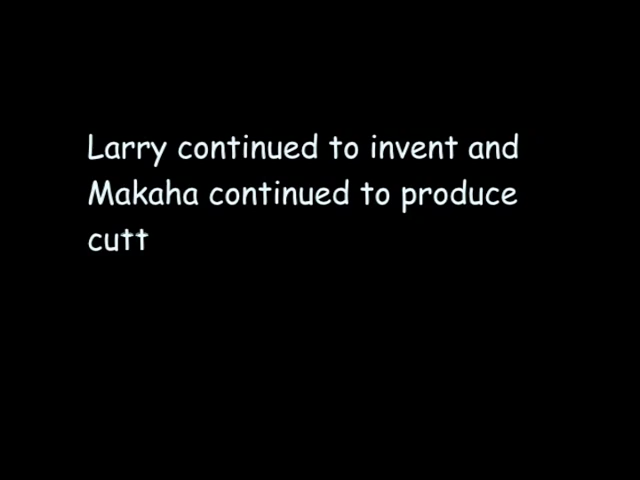 Larry continued to invent and
Makaha continued to produce
cutt